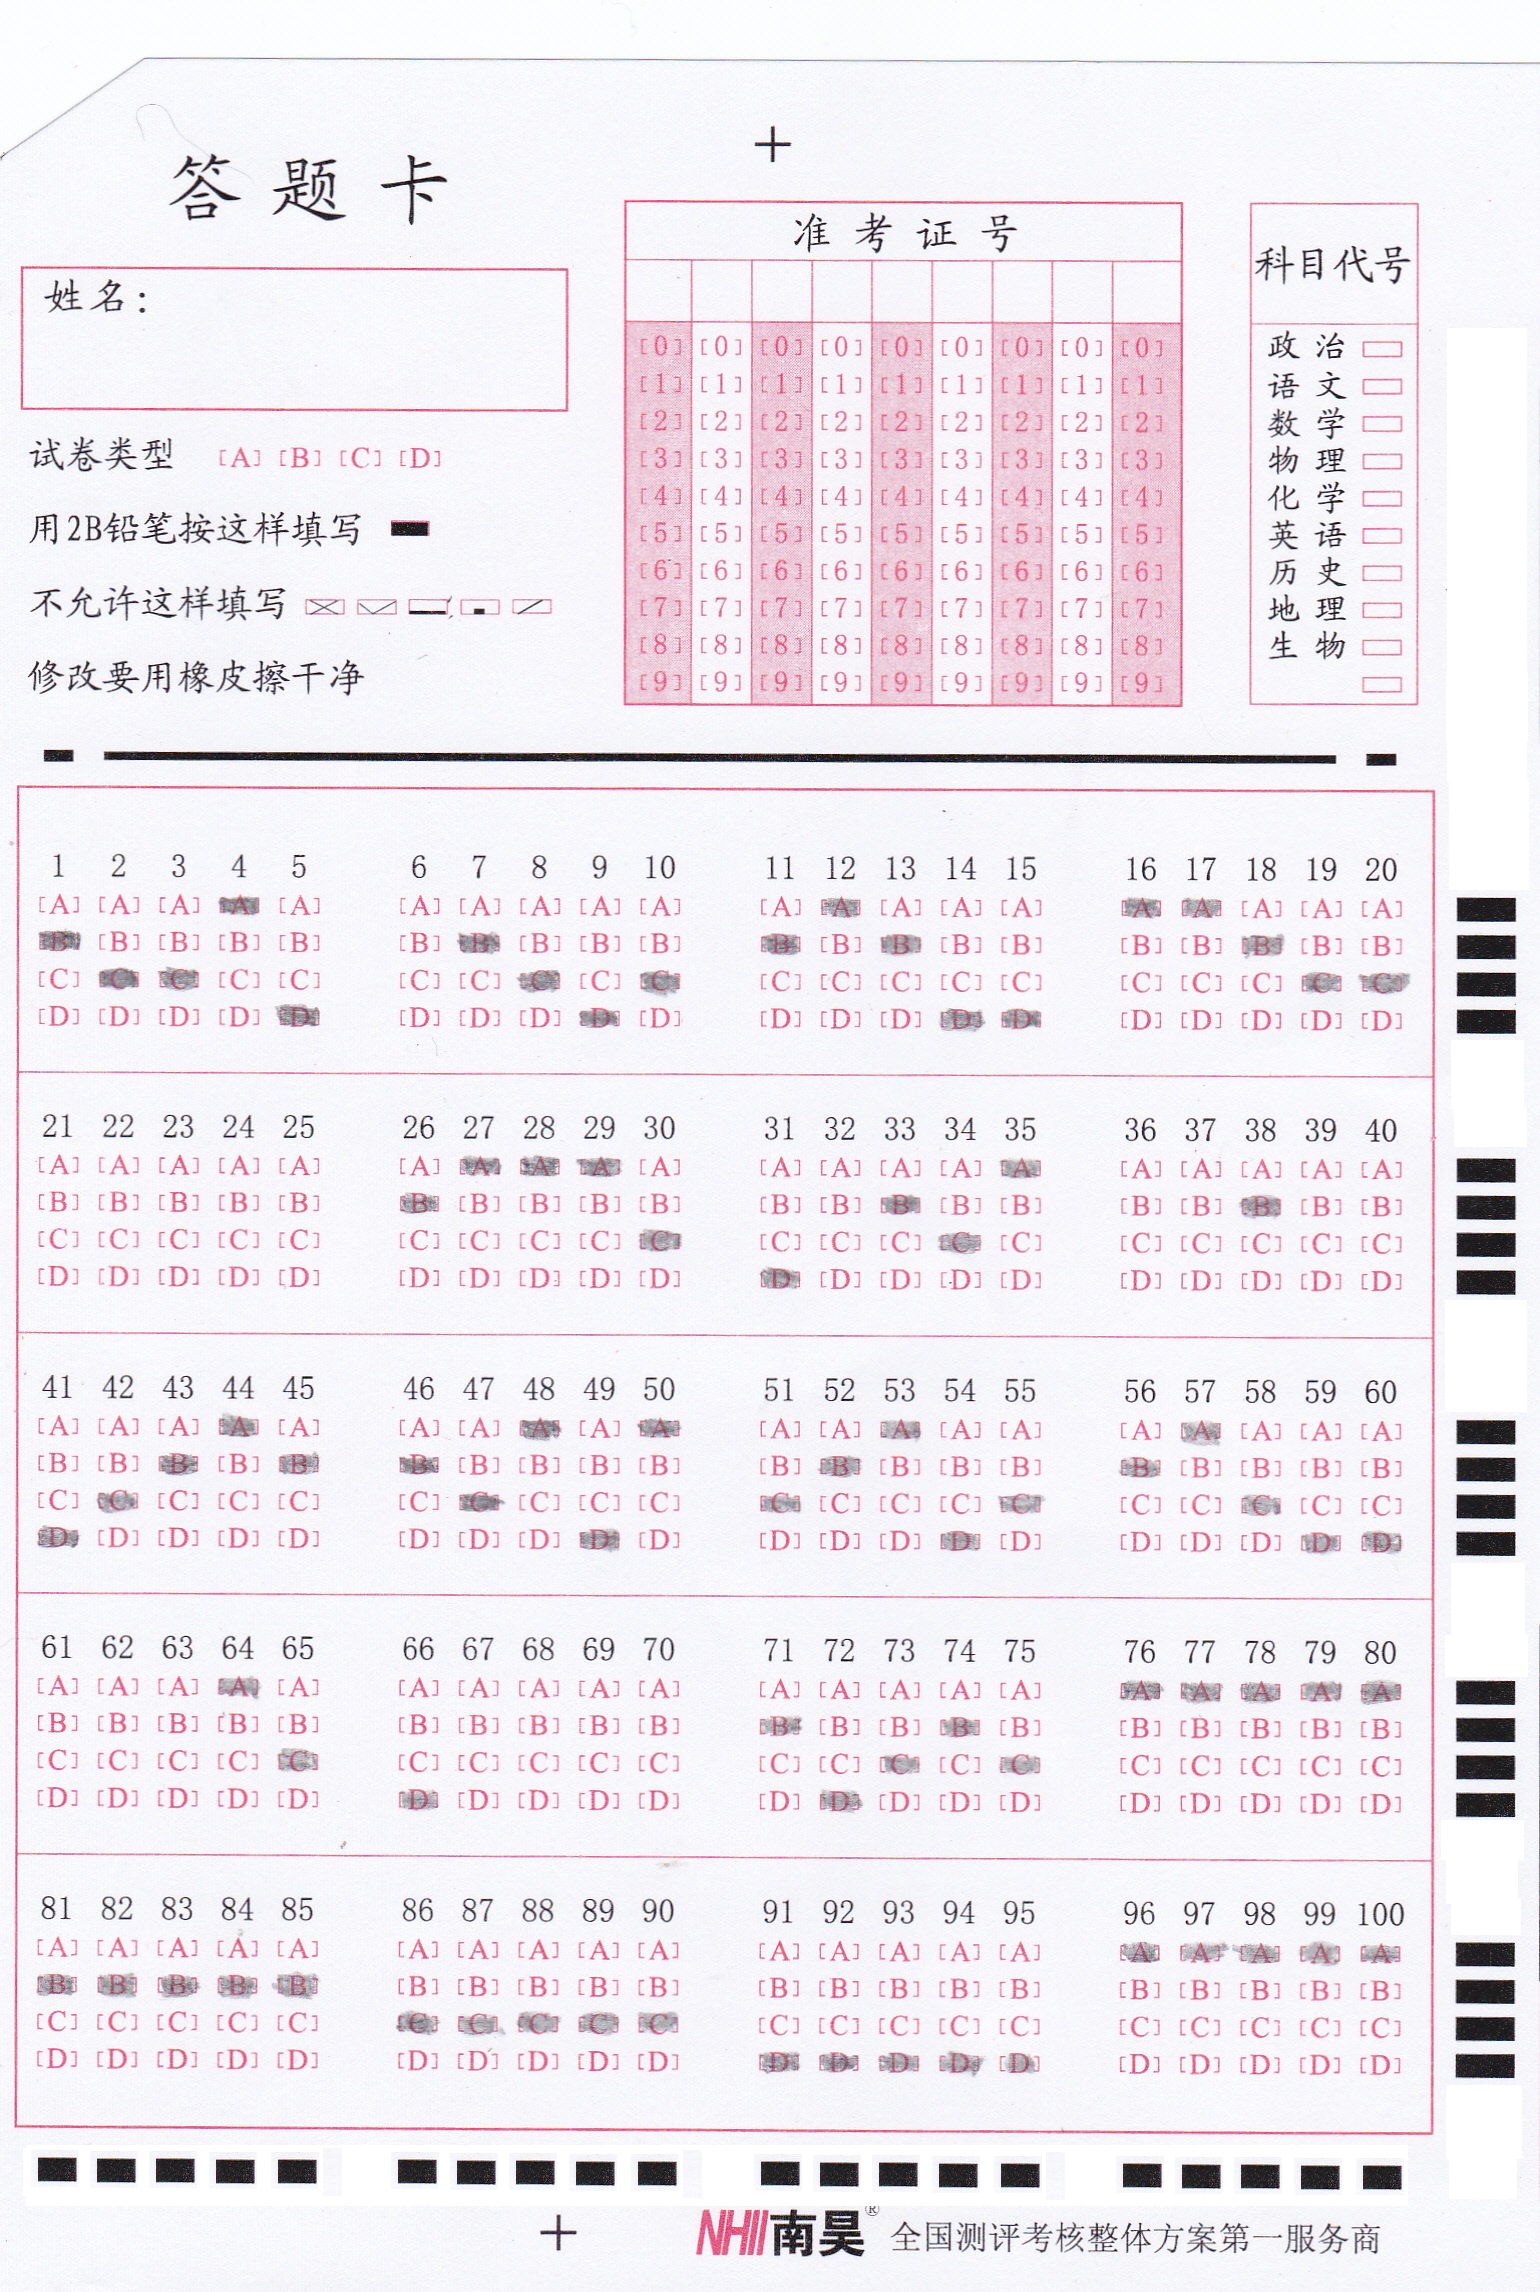 答题卡
姓名：
试卷类型 [A] [B] [C] [D]
用2B铅笔按这样填写
不允许这样填写
修改要用橡皮擦干净
准考证号
[0] [0] [0] [0] [0] [0] [0] [0] [0]
[1] [1] [1] [1] [1] [1] [1] [1] [1]
[2] [2] [2] [2] [2] [2] [2] [2] [2]
[3] [3] [3] [3] [3] [3] [3] [3] [3]
[4] [4] [4] [4] [4] [4] [4] [4] [4]
[5] [5] [5] [5] [5] [5] [5] [5] [5]
[6] [6] [6] [6] [6] [6] [6] [6] [6]
[7] [7] [7] [7] [7] [7] [7] [7] [7]
[8] [8] [8] [8] [8] [8] [8] [8] [8]
[9] [9] [9] [9] [9] [9] [9] [9] [9]
科目代号
政治
语文
数学
物理
化学
英语
历史
地理
生物
1 2 3 4 5 6 7 8 9 10 11 12 13 14 15 16 17 18 19 20
[A] [A] [A] [A] [A] [A] [A] [A] [A] [A] [A] [A] [A] [A] [A] [A] [A] [A] [A] [A]
[B] [B] [B] [B] [B] [B] [B] [B] [B] [B] [B] [B] [B] [B] [B] [B] [B] [B] [B] [B]
[C] [C] [C] [C] [C] [C] [C] [C] [C] [C] [C] [C] [C] [C] [C] [C] [C] [C] [C] [C]
[D] [D] [D] [D] [D] [D] [D] [D] [D] [D] [D] [D] [D] [D] [D] [D] [D] [D] [D] [D]
21 22 23 24 25 26 27 28 29 30 31 32 33 34 35 36 37 38 39 40
[A] [A] [A] [A] [A] [A] [A] [A] [A] [A] [A] [A] [A] [A] [A] [A] [A] [A] [A] [A]
[B] [B] [B] [B] [B] [B] [B] [B] [B] [B] [B] [B] [B] [B] [B] [B] [B] [B] [B] [B]
[C] [C] [C] [C] [C] [C] [C] [C] [C] [C] [C] [C] [C] [C] [C] [C] [C] [C] [C] [C]
[D] [D] [D] [D] [D] [D] [D] [D] [D] [D] [D] [D] [D] [D] [D] [D] [D] [D] [D] [D]
41 42 43 44 45 46 47 48 49 50 51 52 53 54 55 56 57 58 59 60
[A] [A] [A] [A] [A] [A] [A] [A] [A] [A] [A] [A] [A] [A] [A] [A] [A] [A] [A] [A]
[B] [B] [B] [B] [B] [B] [B] [B] [B] [B] [B] [B] [B] [B] [B] [B] [B] [B] [B] [B]
[C] [C] [C] [C] [C] [C] [C] [C] [C] [C] [C] [C] [C] [C] [C] [C] [C] [C] [C] [C]
[D] [D] [D] [D] [D] [D] [D] [D] [D] [D] [D] [D] [D] [D] [D] [D] [D] [D] [D] [D]
61 62 63 64 65 66 67 68 69 70 71 72 73 74 75 76 77 78 79 80
[A] [A] [A] [A] [A] [A] [A] [A] [A] [A] [A] [A] [A] [A] [A] [A] [A] [A] [A] [A]
[B] [B] [B] [B] [B] [B] [B] [B] [B] [B] [B] [B] [B] [B] [B] [B] [B] [B] [B] [B]
[C] [C] [C] [C] [C] [C] [C] [C] [C] [C] [C] [C] [C] [C] [C] [C] [C] [C] [C] [C]
[D] [D] [D] [D] [D] [D] [D] [D] [D] [D] [D] [D] [D] [D] [D] [D] [D] [D] [D] [D]
81 82 83 84 85 86 87 88 89 90 91 92 93 94 95 96 97 98 99 100
[A] [A] [A] [A] [A] [A] [A] [A] [A] [A] [A] [A] [A] [A] [A] [A] [A] [A] [A] [A]
[B] [B] [B] [B] [B] [B] [B] [B] [B] [B] [B] [B] [B] [B] [B] [B] [B] [B] [B] [B]
[C] [C] [C] [C] [C] [C] [C] [C] [C] [C] [C] [C] [C] [C] [C] [C] [C] [C] [C] [C]
[D] [D] [D] [D] [D] [D] [D] [D] [D] [D] [D] [D] [D] [D] [D] [D] [D] [D] [D] [D]
NHII南昊® 全国测评考核整体方案第一服务商